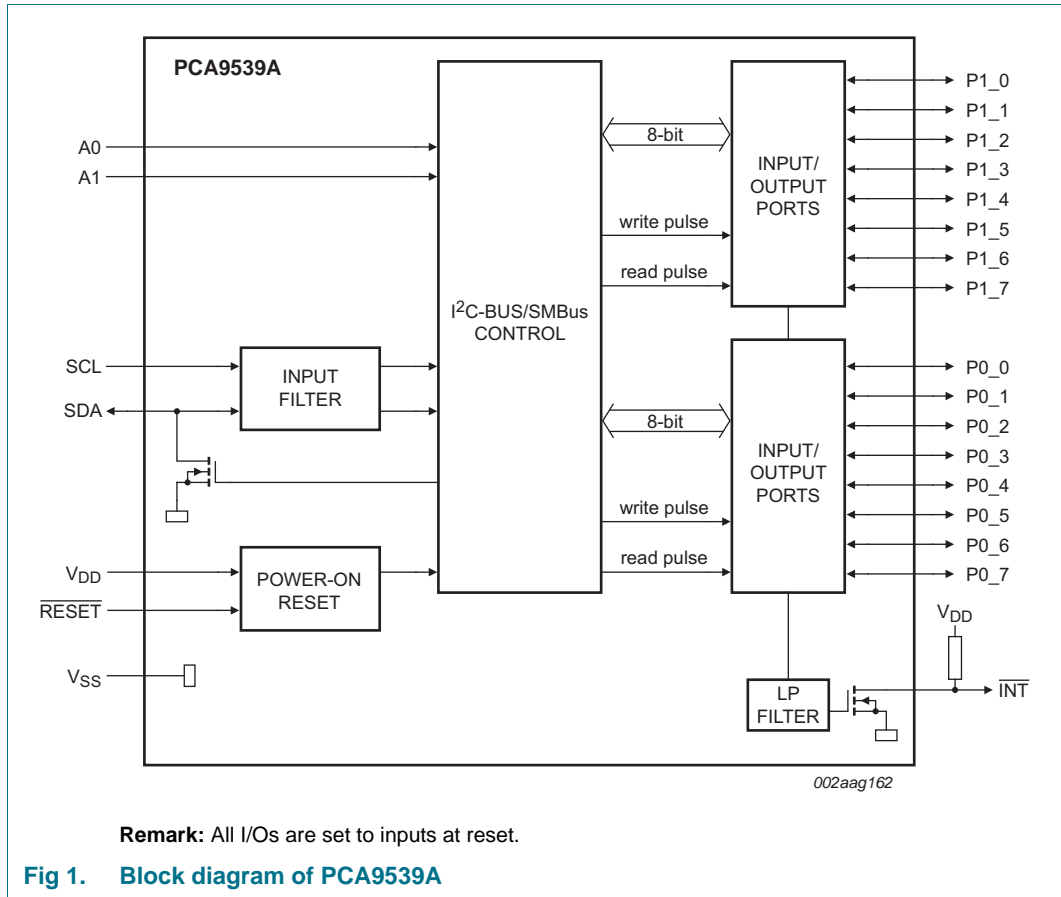 PCA9539A
A0
A1
SCL
SDA
VDD
RESET
VSS
INPUT
FILTER
POWER-ON
RESET
I2C-BUS/SMBus
CONTROL
8-bit
write pulse
read pulse
INPUT/
OUTPUT
PORTS
P1_0
P1_1
P1_2
P1_3
P1_4
P1_5
P1_6
P1_7
8-bit
write pulse
read pulse
INPUT/
OUTPUT
PORTS
P0_0
P0_1
P0_2
P0_3
P0_4
P0_5
P0_6
P0_7
VDD
LP
FILTER
INT
002aag162
Remark: All I/Os are set to inputs at reset.
Fig 1. Block diagram of PCA9539A